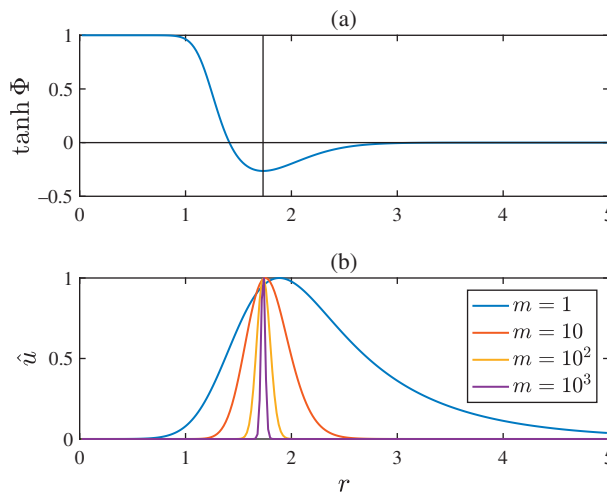 (a)
1
0.5
0
−0.5
tanh Φ
0 1 2 3 4 5
(b)
1
0.5
0
û
m = 1
m = 10
m = 10²
m = 10³
0 1 2 3 4 5
r